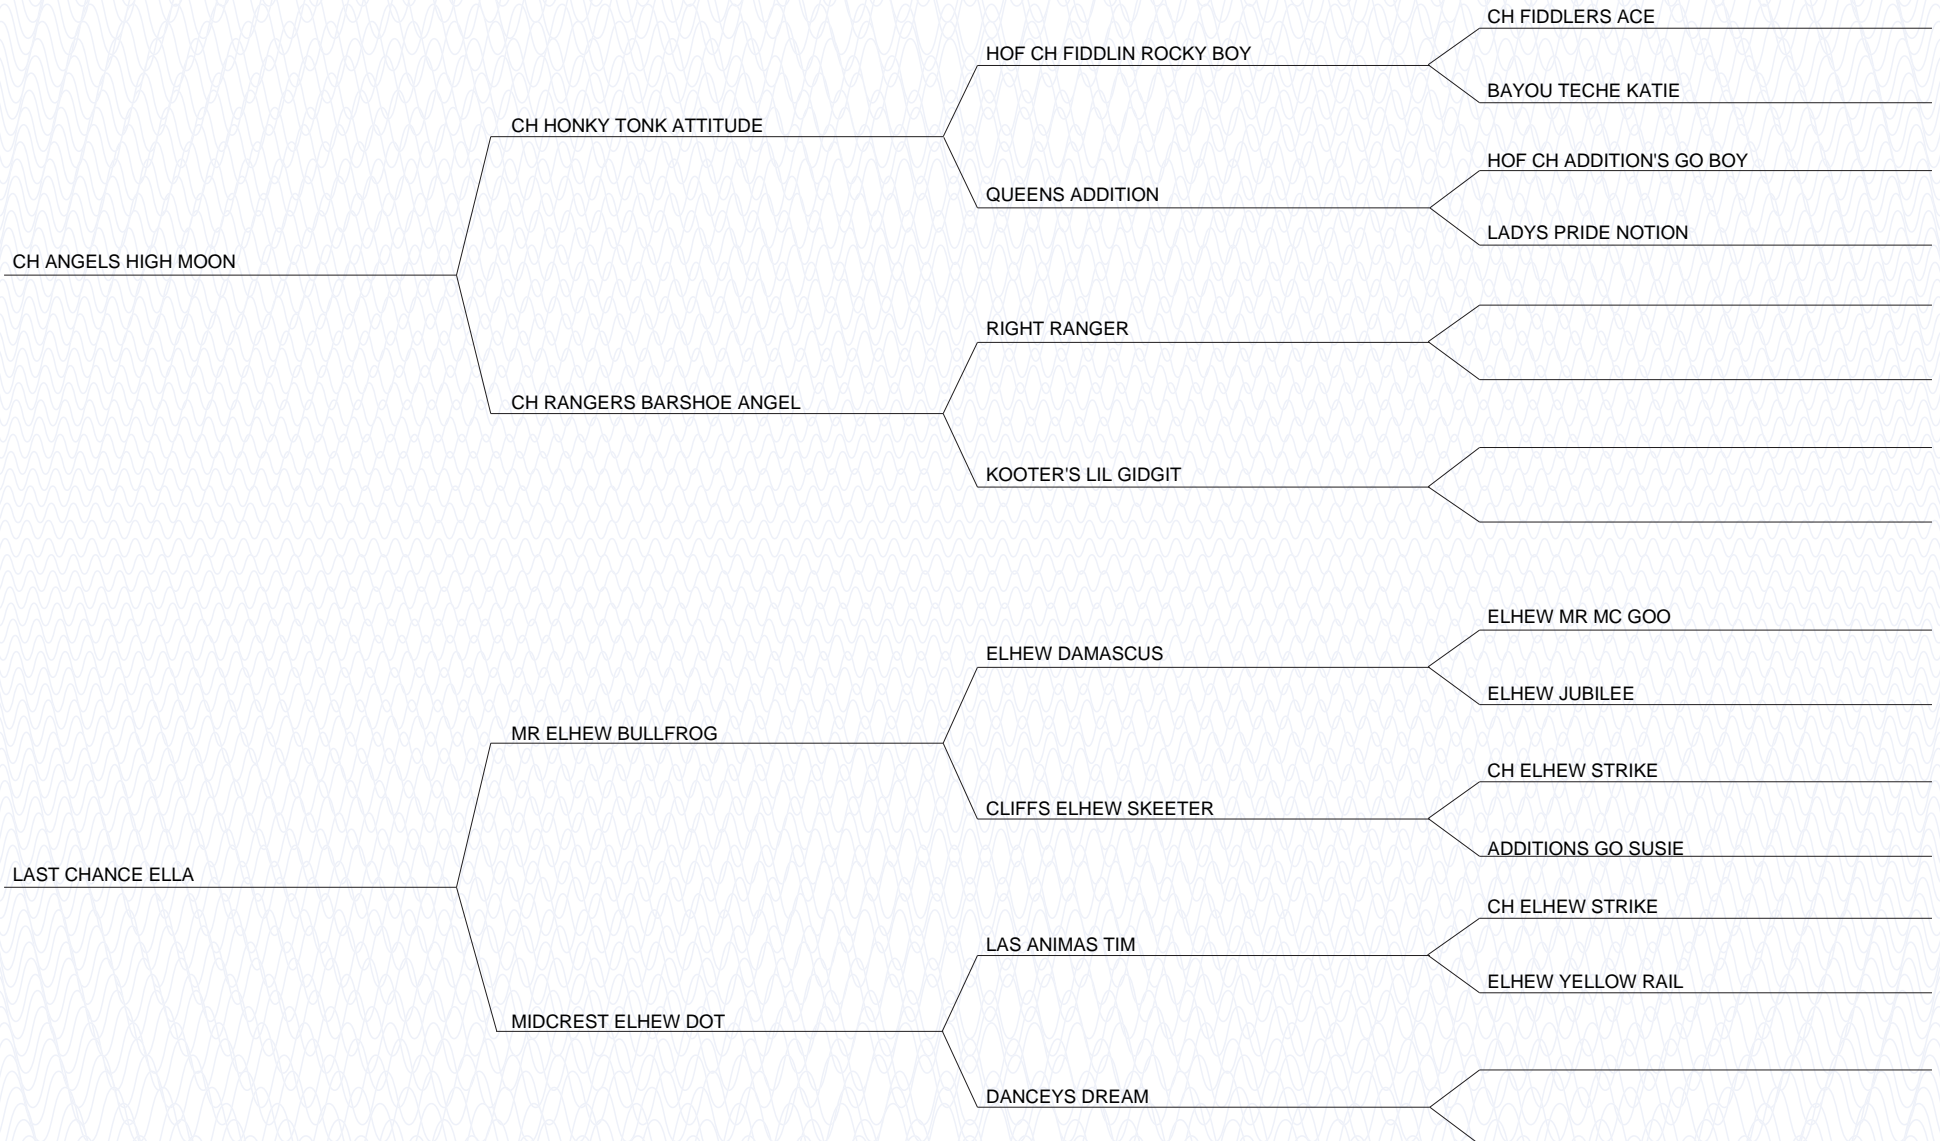 CH FIDDLERS ACE
HOF CH FIDDLIN ROCKY BOY
BAYOU TECHE KATIE
CH HONKY TONK ATTITUDE
HOF CH ADDITION'S GO BOY
QUEENS ADDITION
LADYS PRIDE NOTION
CH ANGELS HIGH MOON
RIGHT RANGER
CH RANGERS BARSHOE ANGEL
KOOTER'S LIL GIDGIT
ELHEW MR MC GOO
ELHEW DAMASCUS
ELHEW JUBILEE
MR ELHEW BULLFROG
CH ELHEW STRIKE
CLIFFS ELHEW SKEETER
ADDITIONS GO SUSIE
LAST CHANCE ELLA
CH ELHEW STRIKE
LAS ANIMAS TIM
ELHEW YELLOW RAIL
MIDCREST ELHEW DOT
DANCEYS DREAM